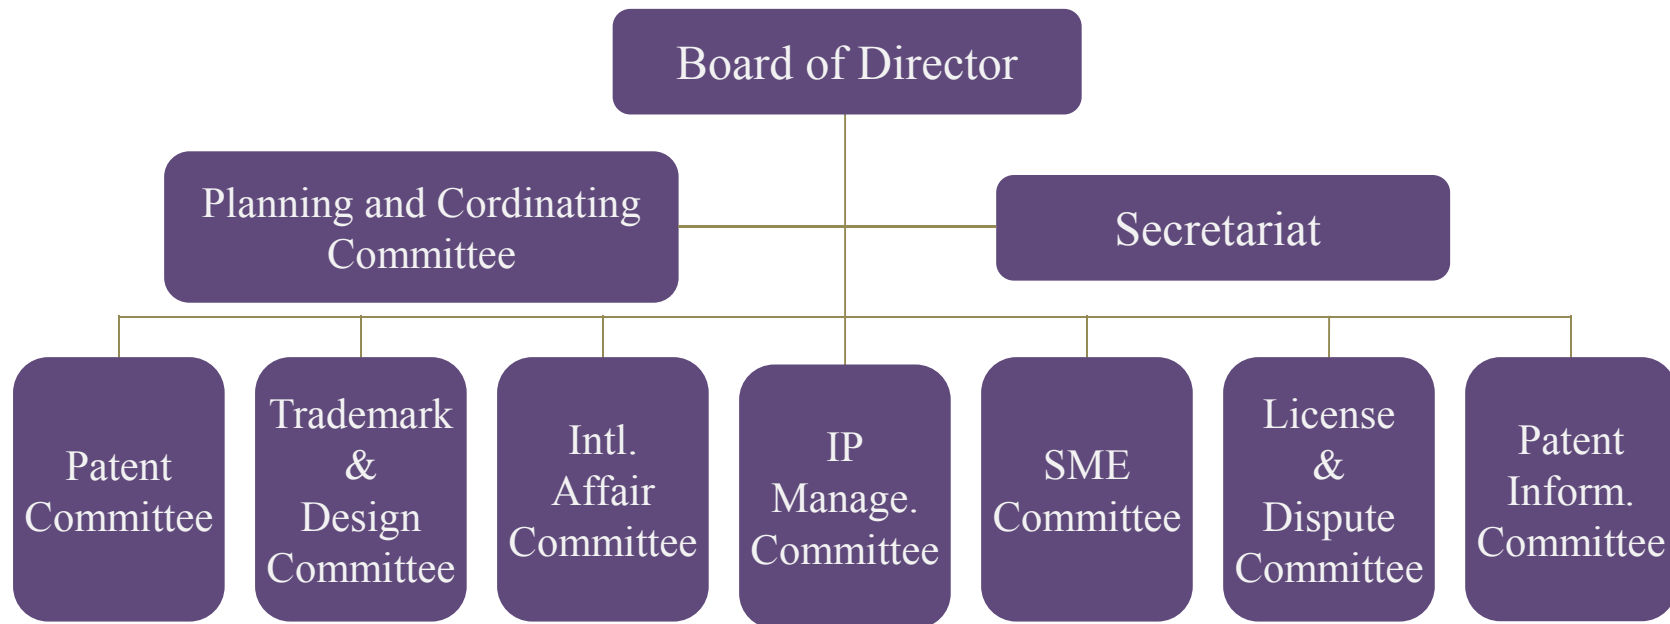 Board of Director
Planning and Cordinating
Committee
Secretariat
Patent
Committee
Trademark
&
Design
Committee
Intl.
Affair
Committee
IP
Manage.
Committee
SME
Committee
License
&
Dispute
Committee
Patent
Inform.
Committee